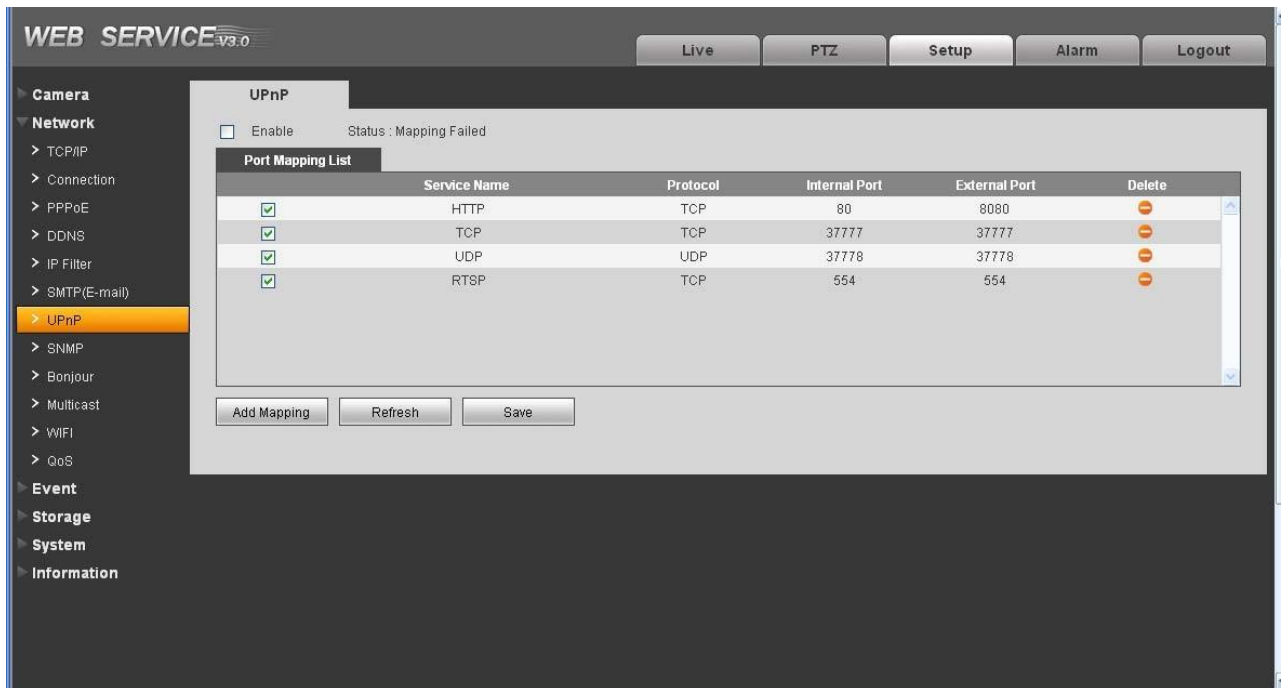 WEB SERVICE V3.0
Live PTZ Setup Alarm Logout
Camera
Network
> TCP/IP
> Connection
> PPPoE
> DDNS
> IP Filter
> SMTP(E-mail)
> UPnP
> SNMP
> Bonjour
> Multicast
> WIFI
> QoS
Event
Storage
System
Information
UPnP
Enable Status : Mapping Failed
Port Mapping List
Service Name Protocol Internal Port External Port Delete
HTTP TCP 80 8080
TCP TCP 37777 37777
UDP UDP 37778 37778
RTSP TCP 554 554
Add Mapping Refresh Save